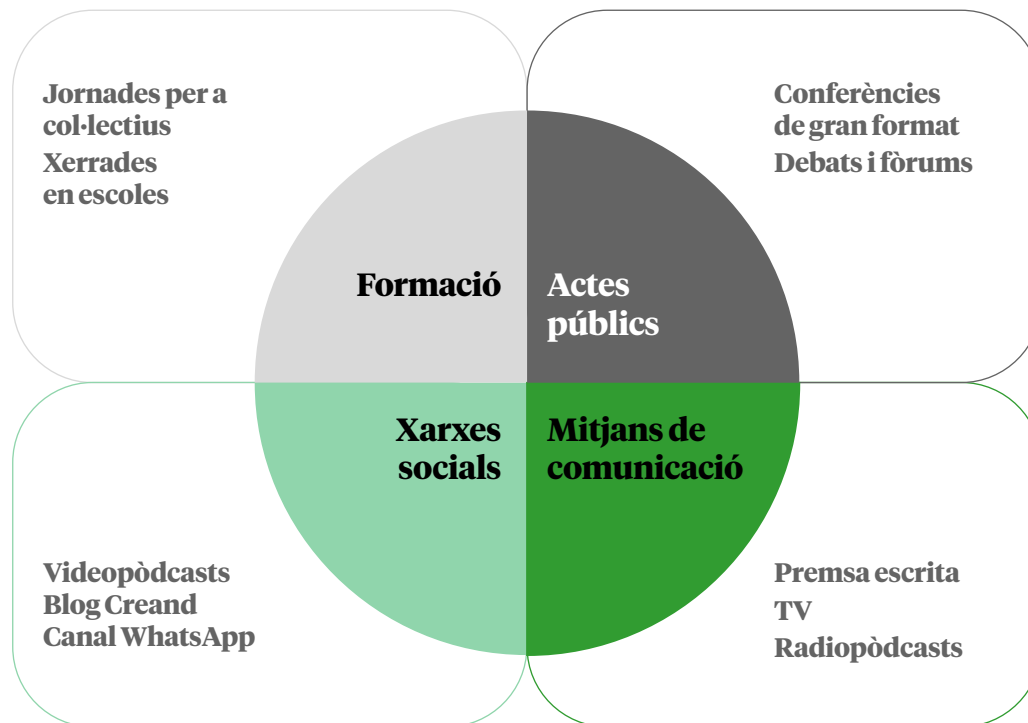 Jornades per a
col·lectius
Xerrades
en escoles
Conferències
de gran format
Debats i fòrums
Formació
Actes
públics
Xarxes
socials
Mitjans de
comunicació
Videopòdcasts
Blog Creand
Canal WhatsApp
Premsa escrita
TV
Radiopòdcasts